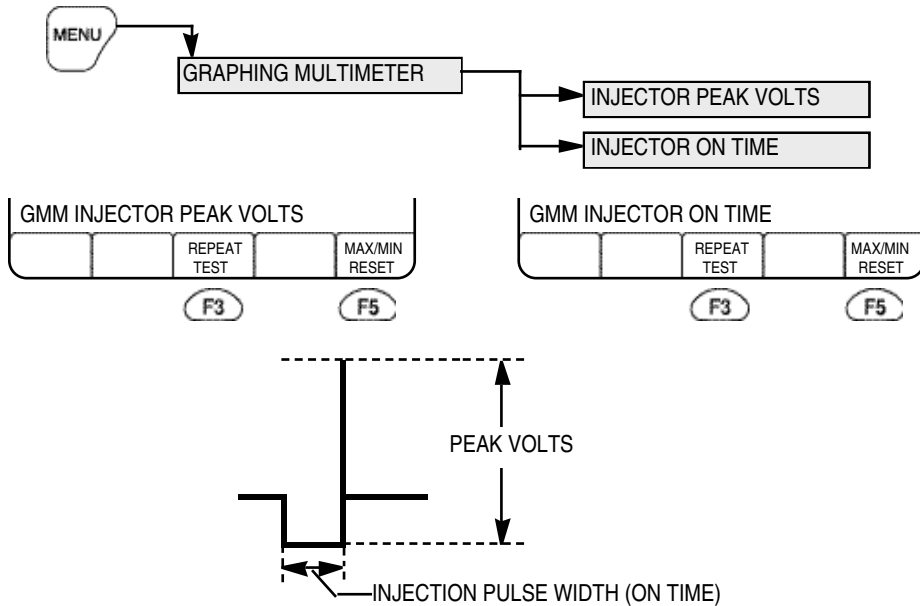 MENU
GRAPHING MULTIMETER
INJECTOR PEAK VOLTS
INJECTOR ON TIME
GMM INJECTOR PEAK VOLTS
REPEAT
TEST
MAX/MIN
RESET
F3
F5
GMM INJECTOR ON TIME
REPEAT
TEST
MAX/MIN
RESET
F3
F5
PEAK VOLTS
INJECTION PULSE WIDTH (ON TIME)